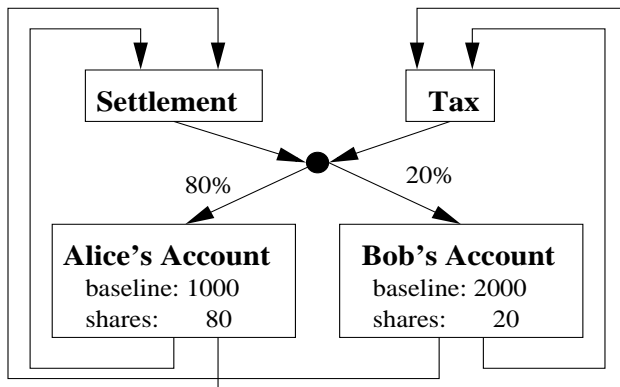 Settlement
Tax
80%
20%
Alice's Account
baseline: 1000
shares: 80
Bob's Account
baseline: 2000
shares: 20